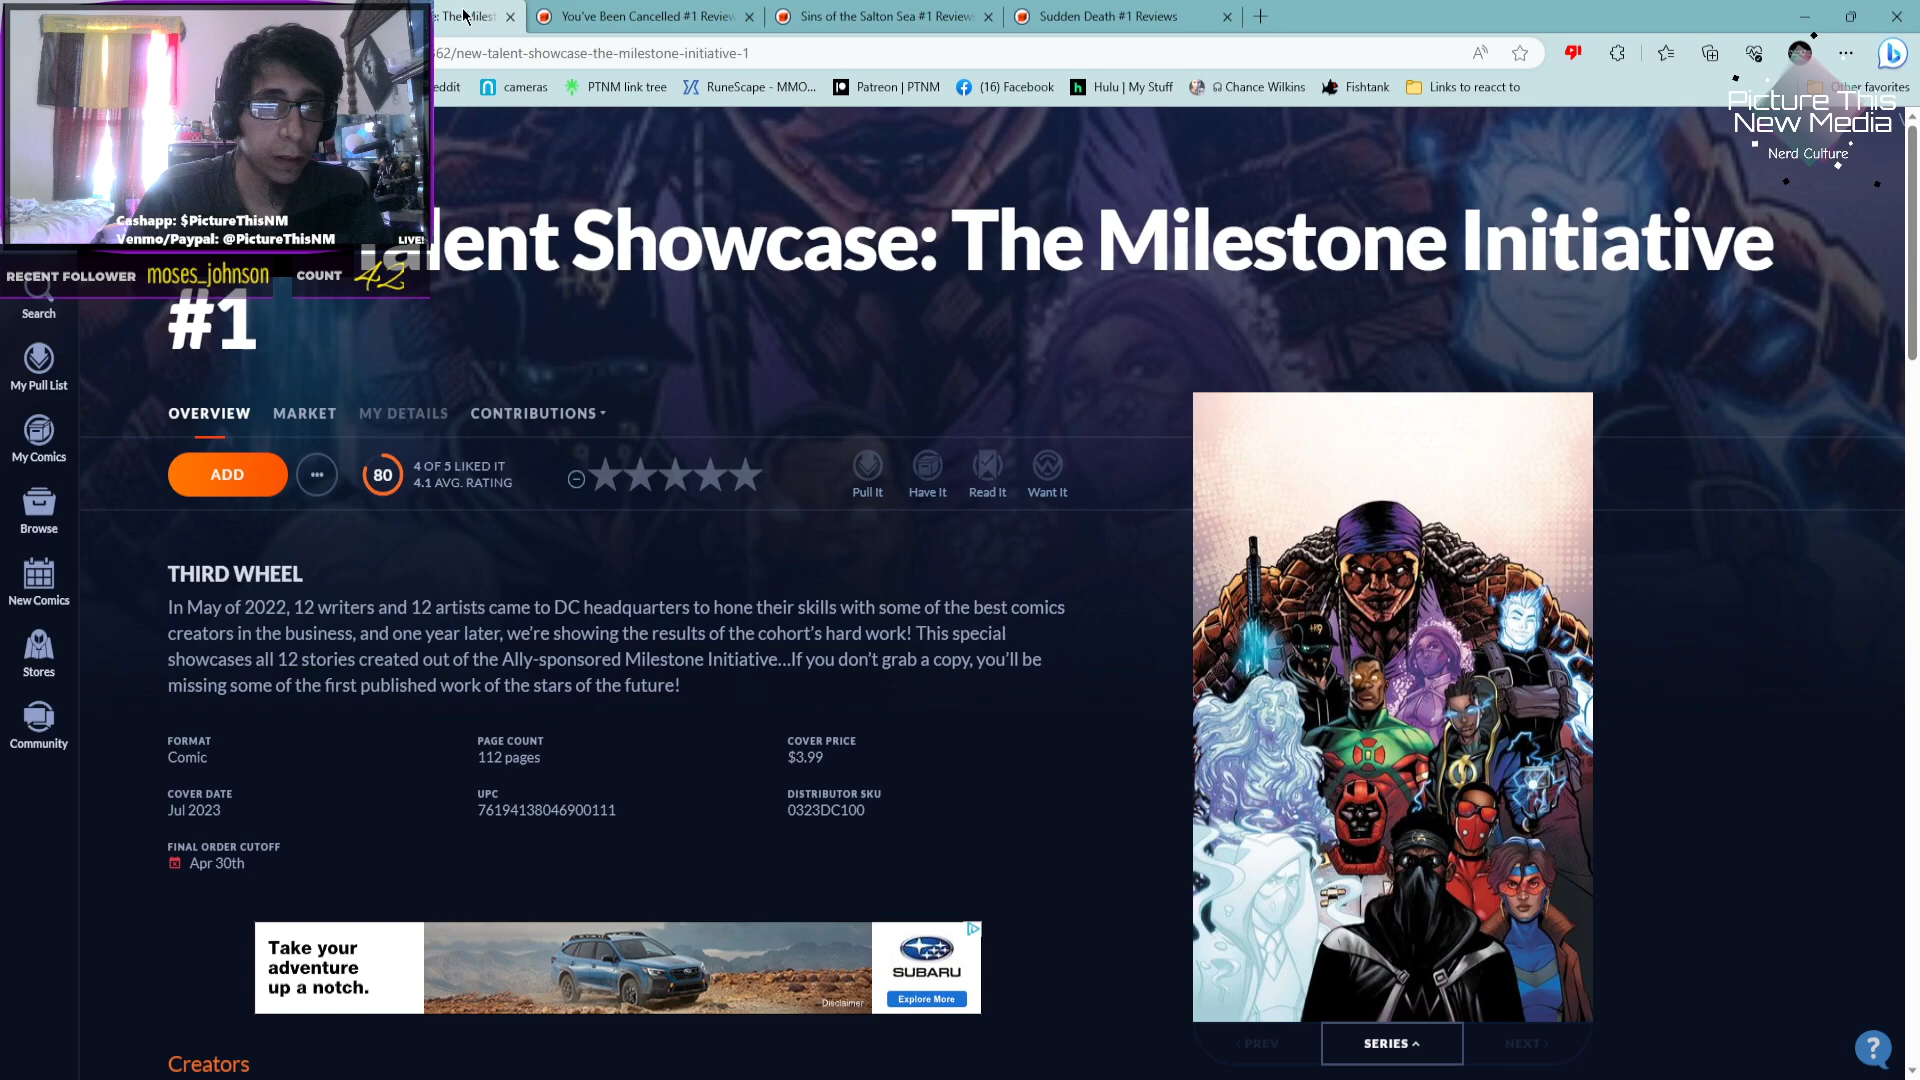 e: The Milest
You've Been Cancelled #1 Review
Sins of the Salton Sea #1 Review
Sudden Death #1 Reviews
62/new-talent-showcase-the-milestone-initiative-1
eddit
cameras
PTNM link tree
RuneScape - MMO...
Patreon | PTNM
(16) Facebook
Hulu | My Stuff
Chance Wilkins
Fishtank
Links to reacct to
Other favorites
Picture This
New Media
Nerd Culture
Cashapp: $PictureThisNM
Venmo/Paypal: @PictureThisNM
LIVE!
RECENT FOLLOWER moses_johnson COUNT 42
Talent Showcase: The Milestone Initiative
#1
Search
My Pull List
My Comics
Browse
New Comics
Stores
Community
OVERVIEW MARKET MY DETAILS CONTRIBUTIONS
ADD
80
4 OF 5 LIKED IT
4.1 AVG. RATING
Pull It
Have It
Read It
Want It
THIRD WHEEL
In May of 2022, 12 writers and 12 artists came to DC headquarters to hone their skills with some of the best comics
creators in the business, and one year later, we're showing the results of the cohort's hard work! This special
showcases all 12 stories created out of the Ally-sponsored Milestone Initiative...If you don't grab a copy, you'll be
missing some of the first published work of the stars of the future!
FORMAT
Comic
PAGE COUNT
112 pages
COVER PRICE
$3.99
COVER DATE
Jul 2023
UPC
76194138046900111
DISTRIBUTOR SKU
0323DC100
FINAL ORDER CUTOFF
Apr 30th
Take your
adventure
up a notch.
Disclaimer
SUBARU
Explore More
PREV
SERIES
NEXT
Creators
?